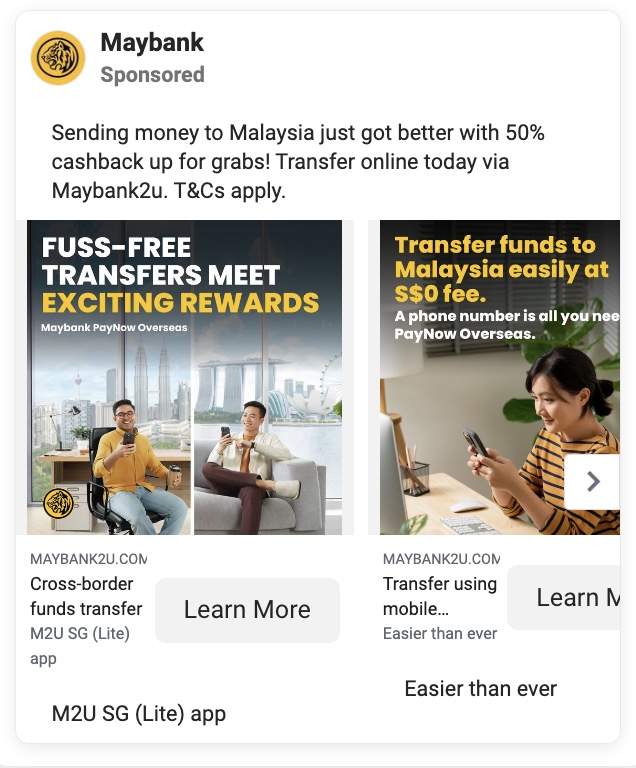 Maybank
Sponsored
Sending money to Malaysia just got better with 50%
cashback up for grabs! Transfer online today via
Maybank2u. T&Cs apply.
FUSS-FREE
TRANSFERS MEET
EXCITING REWARDS
Maybank PayNow Overseas
Transfer funds to
Malaysia easily at
S$0 fee.
A phone number is all you nee
PayNow Overseas.
MAYBANK2U.COM
Cross-border
funds transfer
M2U SG (Lite)
app
Learn More
M2U SG (Lite) app
MAYBANK2U.COM
Transfer using
mobile...
Easier than ever
Learn M
Easier than ever